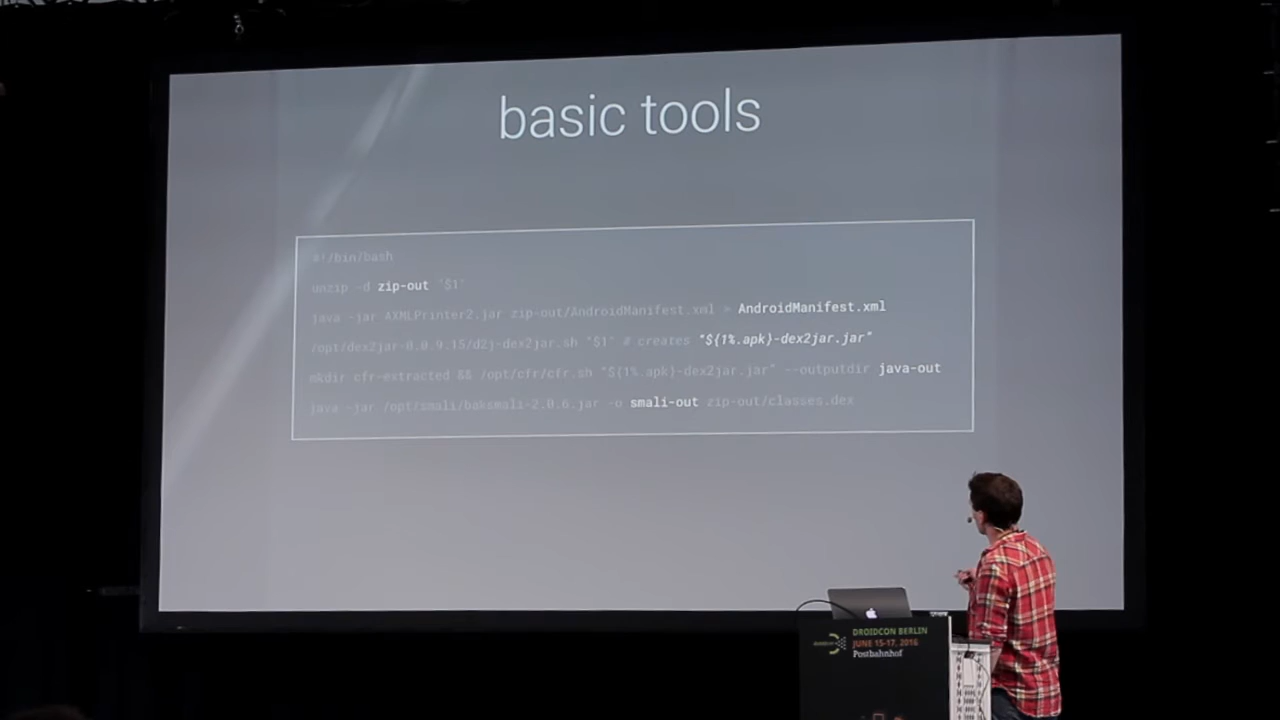 basic tools
#!/bin/bash
unzip -d zip-out "$1"
java -jar AXMLPrinter2.jar zip-out/AndroidManifest.xml > AndroidManifest.xml
/opt/dex2jar-0.0.9.15/d2j-dex2jar.sh "$1" # creates "${1%.apk}-dex2jar.jar"
mkdir cfr-extracted && /opt/cfr/cfr.sh "${1%.apk}-dex2jar.jar" --outputdir java-out
java -jar /opt/smali/baksmali-2.0.6.jar -o smali-out zip-out/classes.dex
DROIDCON BERLIN
JUNE 15-17, 2016
Postbahnhof